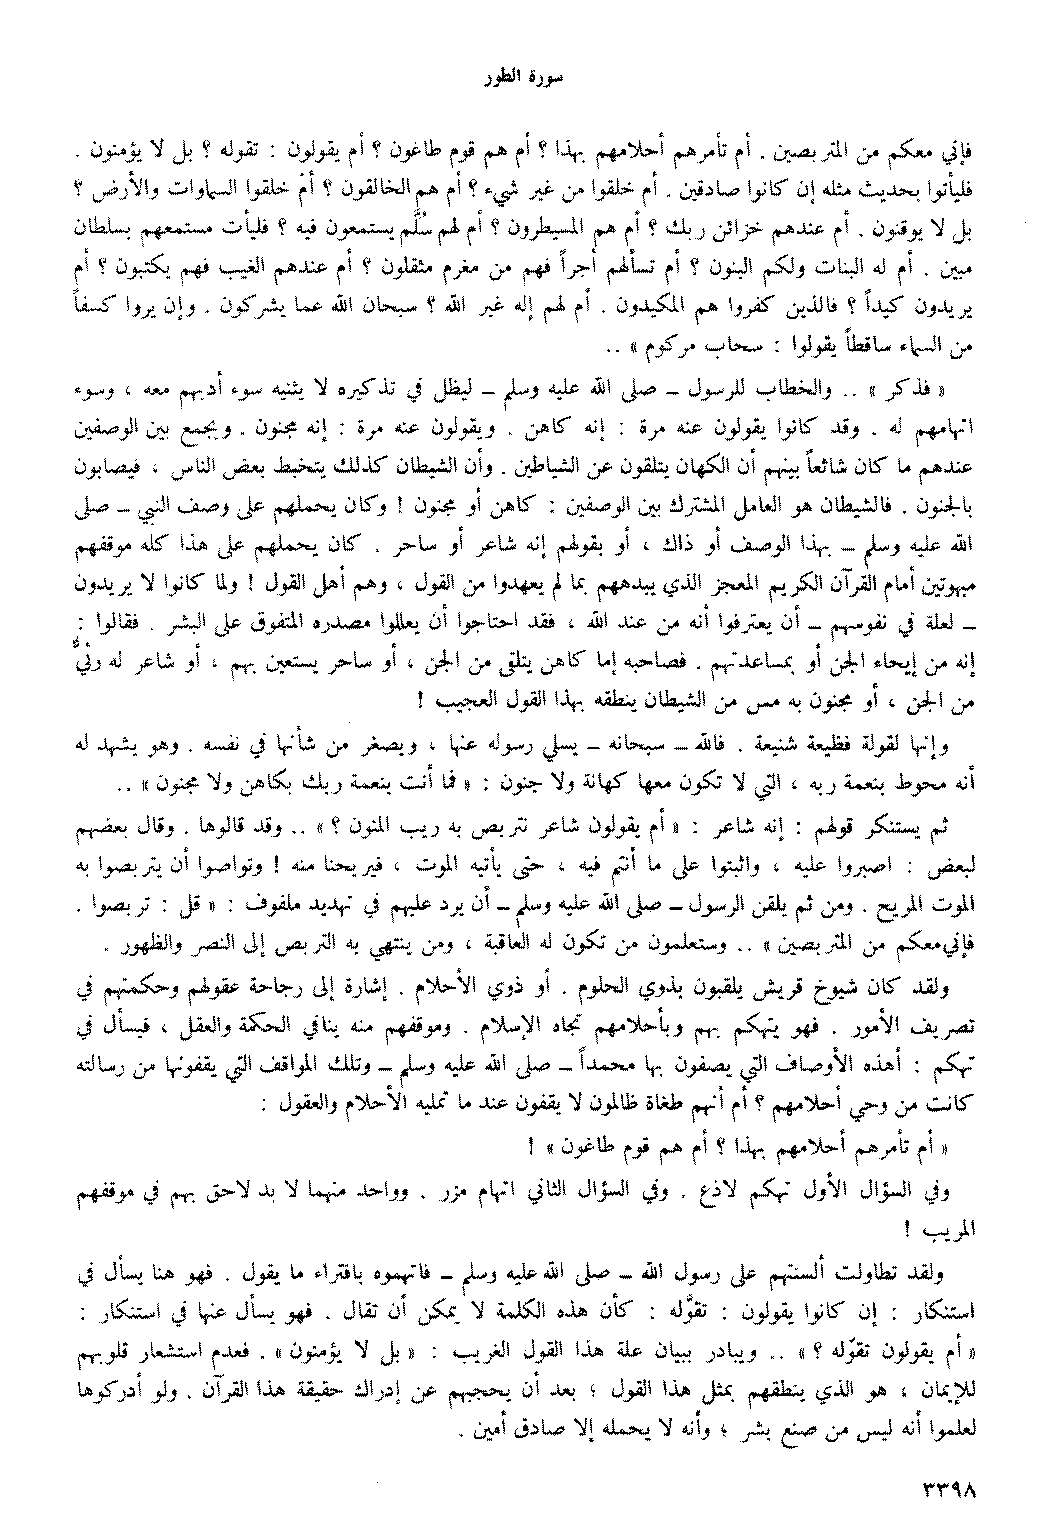 سورة الطور
فإني معكم من المتربصين . أم تأمرهم أحلامهم بهذا ؟ أم هم قوم طاغون ؟ أم يقولون : تقوله ؟ بل لا يؤمنون .
فليأتوا بحديث مثله إن كانوا صادقين . أم خلقوا من غير شيء ؟ أم هم الخالقون ؟ أمْ خلقوا السماوات والأرض ؟
بل لا يوقنون . أم عندهم خزائن ربك ؟ أم هم المسيطرون ؟ أم لهم سُلَّم يستمعون فيه ؟ فليأت مستمعهم بسلطان
مبين . أم له البنات ولكم البنون ؟ أم تسألهم أجراً فهم من مغرم مثقلون ؟ أم عندهم الغيب فهم يكتبون ؟ أم
يريدون كيداً ؟ فالذين كفروا هم المكيدون . أم لهم إله غير الله ؟ سبحان الله عما يشركون . وإن يروا كسفاً
من السماء ساقطاً يقولوا : سحاب مركوم » ..
« فذكر » .. والخطاب للرسول – صلى الله عليه وسلم – ليظل في تذكيره لا يثنيه سوء أدبهم معه ، وسوء
اتهامهم له . وقد كانوا يقولون عنه مرة : إنه كاهن . ويقولون عنه مرة : إنه مجنون . ويجمع بين الوصفين
عندهم ما كان شائعاً بينهم أن الكهان يتلقون عن الشياطين . وأن الشيطان كذلك يتخبط بعض الناس ، فيصابون
بالجنون . فالشيطان هو العامل المشترك بين الوصفين : كاهن أو مجنون ! وكان يحملهم على وصف النبي – صلى
الله عليه وسلم – بهذا الوصف أو ذاك ، أو بقولهم إنه شاعر أو ساحر . كان يحملهم على هذا كله موقفهم
مبهوتين أمام القرآن الكريم المعجز الذي يبدههم بما لم يعهدوا من القول ، وهم أهل القول ! ولما كانوا لا يريدون
– لعلة في نفوسهم – أن يعترفوا أنه من عند الله ، فقد احتاجوا أن يعللوا مصدره المتفوق على البشر . فقالوا :
إنه من إيحاء الجن أو بمساعدتهم . فصاحبه إما كاهن يتلقى من الجن ، أو ساحر يستعين بهم ، أو شاعر له رئيٌّ
من الجن ، أو مجنون به مس من الشيطان ينطقه بهذا القول العجيب !
وإنها لقولة فظيعة شنيعة . فالله – سبحانه – يسلي رسوله عنها ، ويصغر من شأنها في نفسه . وهو يشهد له
أنه محوط بنعمة ربه ، التي لا تكون معها كهانة ولا جنون : « فما أنت بنعمة ربك بكاهن ولا مجنون » ..
ثم يستنكر قولهم : إنه شاعر : « أم يقولون شاعر نتربص به ريب المنون ؟ » .. وقد قالوها . وقال بعضهم
لبعض : اصبروا عليه ، واثبتوا على ما أنتم فيه ، حتى يأتيه الموت ، فيريحنا منه ! وتواصوا أن يتربصوا به
الموت المريح . ومن ثم يلقن الرسول – صلى الله عليه وسلم – أن يرد عليهم في تهديد ملفوف : « قل : تربصوا .
فإني معكم من المتربصين » .. وستعلمون من تكون له العاقبة ، ومن ينتهي به التربص إلى النصر والظهور .
ولقد كان شيوخ قريش يلقبون بذوي الحلوم . أو ذوي الأحلام . إشارة إلى رجاحة عقولهم وحكمتهم في
تصريف الأمور . فهو يتهكم بهم وبأحلامهم تجاه الإسلام . وموقفهم منه ينافي الحكمة والعقل ، فيسأل في
تهكم : أهذه الأوصاف التي يصفون بها محمداً – صلى الله عليه وسلم – وتلك المواقف التي يقفونها من رسالته
كانت من وحي أحلامهم ؟ أم أنهم طغاة ظالمون لا يقفون عند ما تمليه الأحلام والعقول :
« أم تأمرهم أحلامهم بهذا ؟ أم هم قوم طاغون » !
وفي السؤال الأول تهكم لاذع . وفي السؤال الثاني اتهام مزر . وواحد منهما لا بد لاحق بهم في موقفهم
المريب !
ولقد تطاولت ألسنتهم على رسول الله – صلى الله عليه وسلم – فاتهموه بافتراء ما يقول . فهو هنا يسأل في
استنكار : إن كانوا يقولون : تقوَّله : كأن هذه الكلمة لا يمكن أن تقال . فهو يسأل عنها في استنكار :
« أم يقولون تقوّله ؟ » .. ويبادر ببيان علة هذا القول الغريب : « بل لا يؤمنون » . فعدم استشعار قلوبهم
للإيمان ، هو الذي ينطقهم بمثل هذا القول ؛ بعد أن يحجبهم عن إدراك حقيقة هذا القرآن . ولو أدركوها
لعلموا أنه ليس من صنع بشر ؛ وأنه لا يحمله إلا صادق أمين .
٣٣٩٨